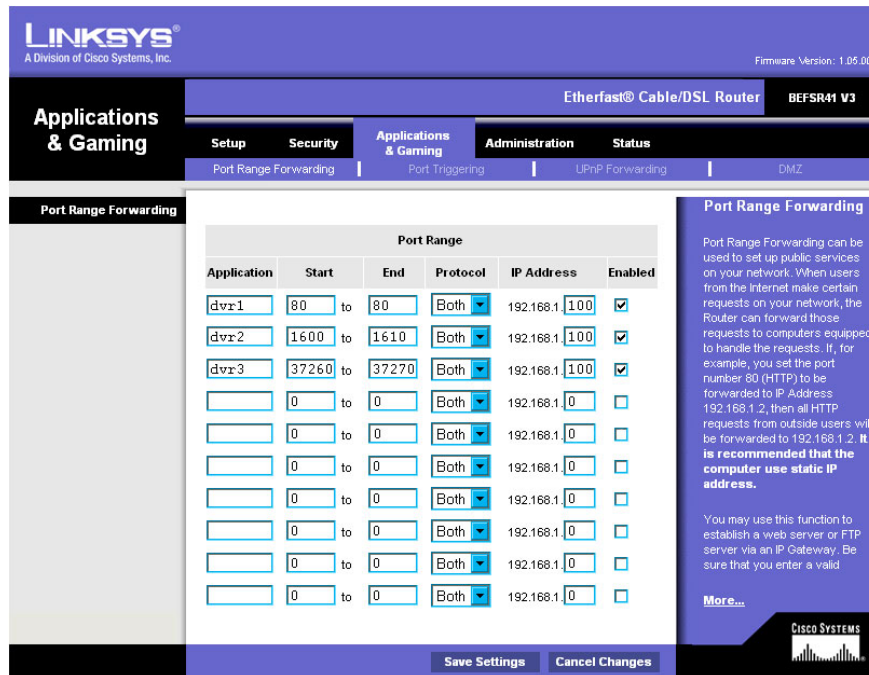 LINKSYS®
A Division of Cisco Systems, Inc.
Firmware Version: 1.05.00
Etherfast® Cable/DSL Router BEFSR41 V3
Applications
& Gaming
Setup Security Applications & Gaming Administration Status
Port Range Forwarding Port Triggering UPnP Forwarding DMZ
Port Range Forwarding
Port Range
Application Start End Protocol IP Address Enabled
dvr1 80 to 80 Both 192.168.1.100
dvr2 1600 to 1610 Both 192.168.1.100
dvr3 37260 to 37270 Both 192.168.1.100
0 to 0 Both 192.168.1.0
0 to 0 Both 192.168.1.0
0 to 0 Both 192.168.1.0
0 to 0 Both 192.168.1.0
0 to 0 Both 192.168.1.0
0 to 0 Both 192.168.1.0
0 to 0 Both 192.168.1.0
Port Range Forwarding
Port Range Forwarding can be
used to set up public services
on your network. When users
from the Internet make certain
requests on your network, the
Router can forward those
requests to computers equipped
to handle the requests. If, for
example, you set the port
number 80 (HTTP) to be
forwarded to IP Address
192.168.1.2, then all HTTP
requests from outside users will
be forwarded to 192.168.1.2. It
is recommended that the
computer use static IP
address.
You may use this function to
establish a web server or FTP
server via an IP Gateway. Be
sure that you enter a valid
More...
Save Settings Cancel Changes
CISCO SYSTEMS